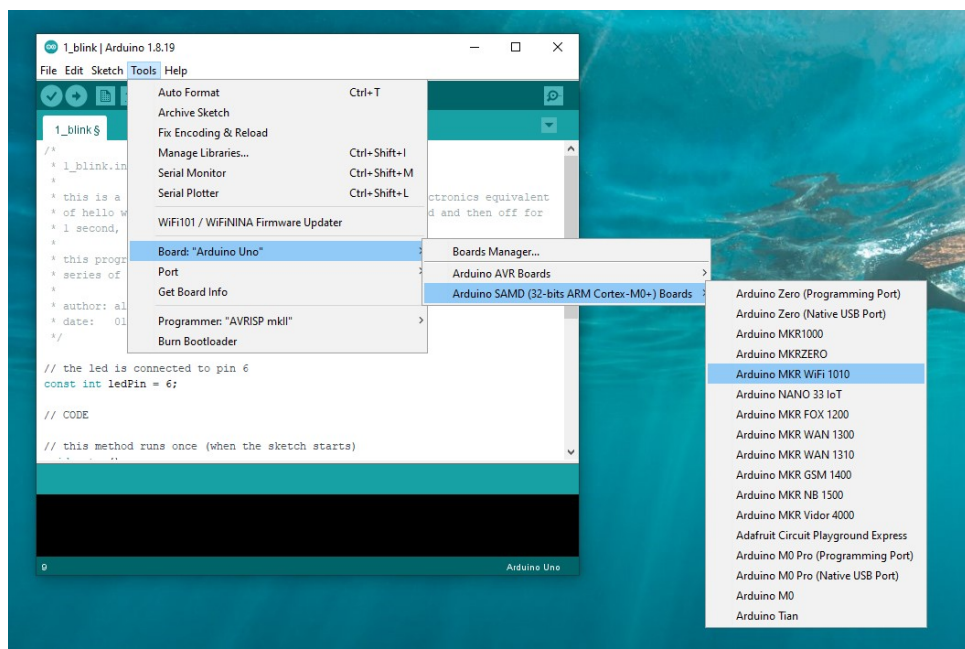 1_blink | Arduino 1.8.19
File Edit Sketch Tools Help
1_blink §
Auto Format Ctrl+T
Archive Sketch
Fix Encoding & Reload
Manage Libraries... Ctrl+Shift+I
Serial Monitor Ctrl+Shift+M
Serial Plotter Ctrl+Shift+L
WiFi101 / WiFiNINA Firmware Updater
Board: "Arduino Uno"
Port
Get Board Info
Programmer: "AVRISP mkII"
Burn Bootloader
Boards Manager...
Arduino AVR Boards
Arduino SAMD (32-bits ARM Cortex-M0+) Boards
Arduino Zero (Programming Port)
Arduino Zero (Native USB Port)
Arduino MKR1000
Arduino MKRZERO
Arduino MKR WiFi 1010
Arduino NANO 33 IoT
Arduino MKR FOX 1200
Arduino MKR WAN 1300
Arduino MKR WAN 1310
Arduino MKR GSM 1400
Arduino MKR NB 1500
Arduino MKR Vidor 4000
Adafruit Circuit Playground Express
Arduino M0 Pro (Programming Port)
Arduino M0 Pro (Native USB Port)
Arduino M0
Arduino Tian
/*
* 1_blink.in
*
* this is a ctronics equivalent
* of hello w d and then off for
* 1 second,
*
* this progr
* series of
*
* author: al
* date: 01
*/
// the led is connected to pin 6
const int ledPin = 6;
// CODE
// this method runs once (when the sketch starts)
9 Arduino Uno